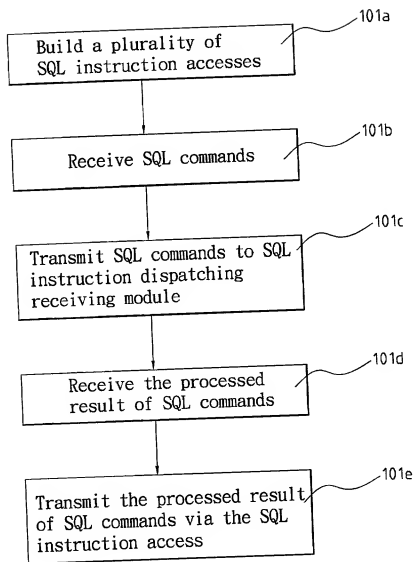 101a
Build a plurality of
SQL instruction accesses
101b
Receive SQL commands
101c
Transmit SQL commands to SQL
instruction dispatching
receiving module
101d
Receive the processed
result of SQL commands
101e
Transmit the processed result
of SQL commands via the SQL
instruction access